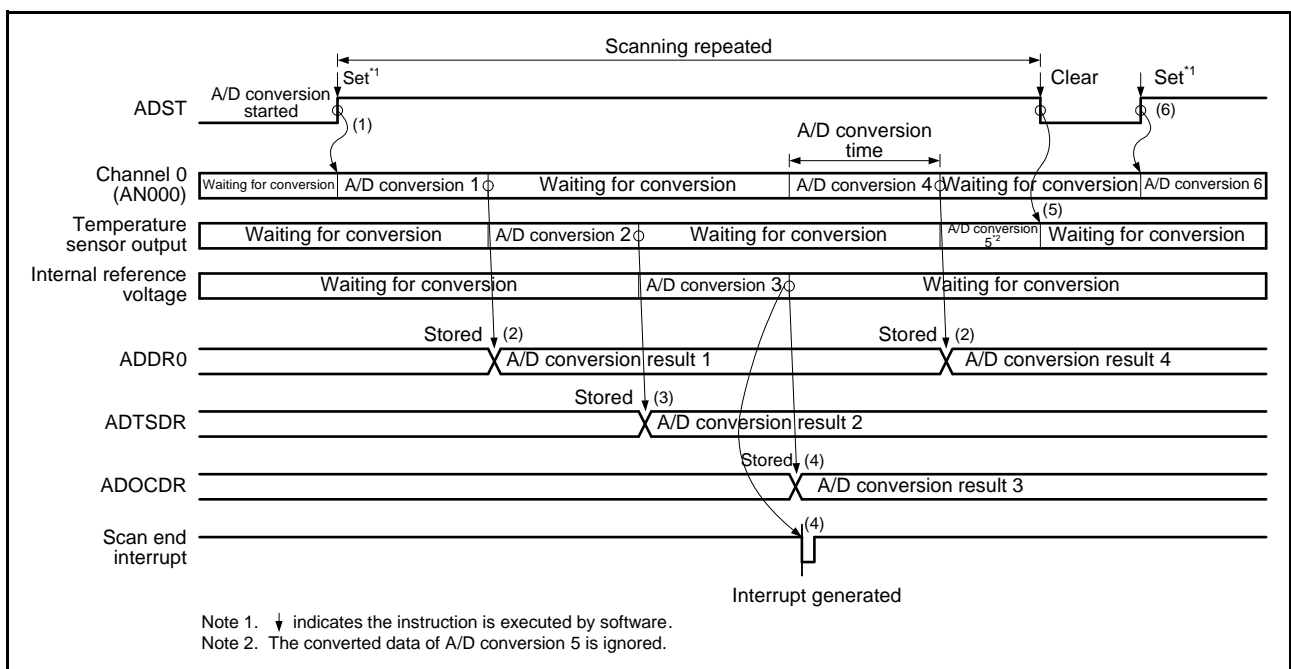 Scanning repeated
Set*1
Clear
Set*1
ADST
A/D conversion
started
(1)
(6)
A/D conversion
time
Channel 0
(AN000)
Waiting for conversion
A/D conversion 1
Waiting for conversion
A/D conversion 4
Waiting for conversion
A/D conversion 6
(5)
Temperature
sensor output
Waiting for conversion
A/D conversion 2
Waiting for conversion
A/D conversion
5*2
Waiting for conversion
Internal reference
voltage
Waiting for conversion
A/D conversion 3
Waiting for conversion
Stored (2)
Stored (2)
ADDR0
A/D conversion result 1
A/D conversion result 4
Stored (3)
ADTSDR
A/D conversion result 2
Stored (4)
ADOCDR
A/D conversion result 3
Scan end
interrupt
(4)
Interrupt generated
Note 1. indicates the instruction is executed by software.
Note 2. The converted data of A/D conversion 5 is ignored.